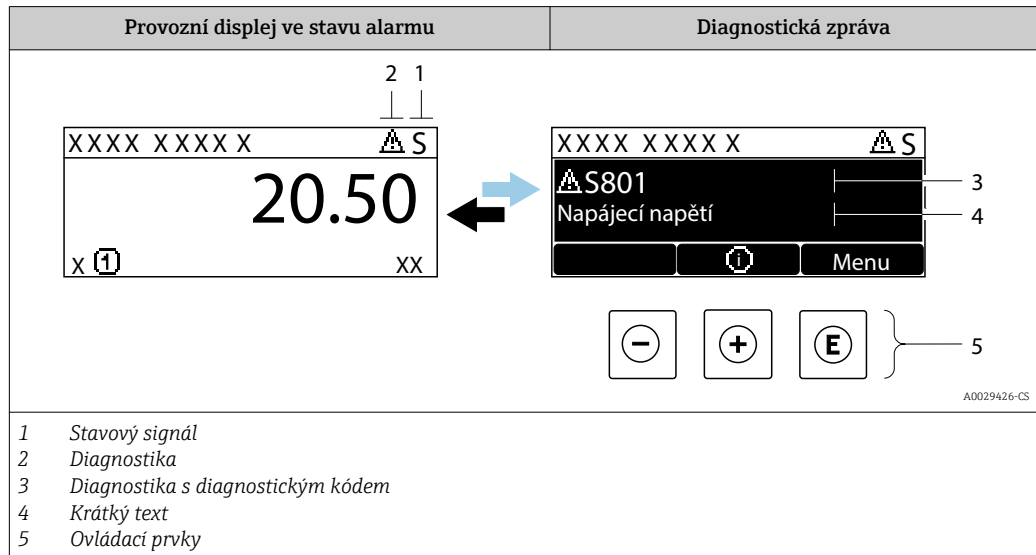 Provozní displej ve stavu alarmu
Diagnostická zpráva
2 1
XXXX XXXX X S
20.50
X 1 XX
XXXX XXXX X S
S801
3
Napájecí napětí
4
i Menu
- + E
5
A0029426-CS
1 Stavový signál
2 Diagnostika
3 Diagnostika s diagnostickým kódem
4 Krátký text
5 Ovládací prvky